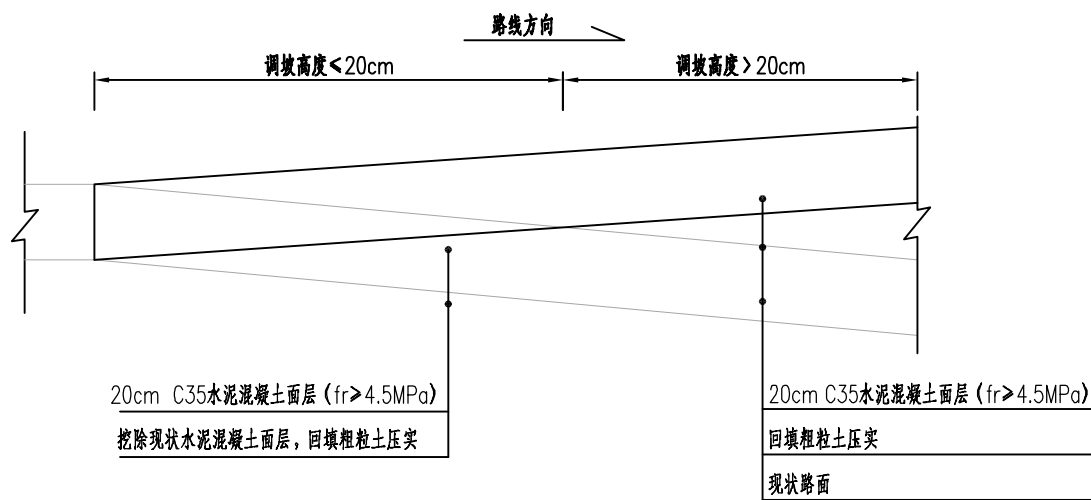 路线方向
调坡高度<20cm
调坡高度>20cm
20cm C35水泥混凝土面层(fr≥4.5MPa)
挖除现状水泥混凝土面层,回填粗粒土压实
20cm C35水泥混凝土面层(fr≥4.5MPa)
回填粗粒土压实
现状路面